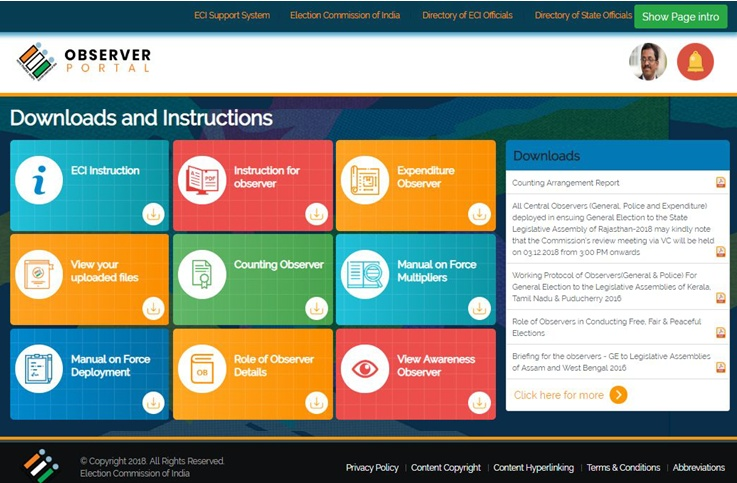 ECI Support System
Election Commission of India
Directory of ECI Officials
Directory of State Officials
Show Page intro
OBSERVER
PORTAL
Downloads and Instructions
ECI Instruction
Instruction for
observer
Expenditure
Observer
View your
uploaded files
Counting Observer
Manual on Force
Multipliers
Manual on Force
Deployment
OB
Role of Observer
Details
View Awareness
Observer
Downloads
Counting Arrangement Report
All Central Observers (General, Police and Expenditure)
deployed in ensuing General Election to the State
Legislative Assembly of Rajasthan-2018 may kindly note
that the Commission's review meeting via VC will be held
on 03.12.2018 from 3:00 PM onwards
Working Protocol of Observers(General & Police) For
General Election to the Legislative Assemblies of Kerala,
Tamil Nadu & Puducherry 2016
Role of Observers in Conducting Free, Fair & Peaceful
Elections
Briefing for the observers - GE to Legislative Assemblies
of Assam and West Bengal 2016
Click here for more
© Copyright 2018. All Rights Reserved.
Election Commission of India
Privacy Policy | Content Copyright | Content Hyperlinking | Terms & Conditions | Abbreviations